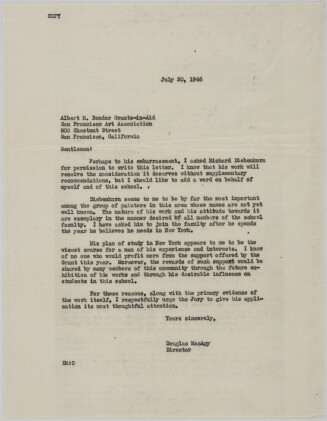 COPY
July 30, 1946
Albert M. Bender Grants-in-Aid
San Francisco Art Association
800 Chestnut Street
San Francisco, California
Gentlemen:
Perhaps to his embarrassment, I asked Richard Diebenkorn
for permission to write this letter. I know that his work will
receive the consideration it deserves without supplementary
recommendations, but I should like to add a word on behalf of
myself and of this school.
Diebenkorn seems to me to be by far the most important
among the group of painters in this area whose names are not yet
well known. The nature of his work and his attitude towards it
are exemplary in the manner desired by all members of the school
faculty. I have asked him to join the faculty after he spends
the year he believes he needs in New York.
His plan of study in New York appears to me to be the
wisest course for a man of his experience and interests. I know
of no one who would profit more from the support offered by the
Grant this year. Moreover, the rewards of such support would be
shared by many members of this community through the future exhi-
bition of his works and through his desirable influence on
students in this school.
For these reasons, along with the primary evidence of
the work itself, I respectfully urge the Jury to give his appli-
cation its most thoughtful attention.
Yours sincerely,
Douglas MacAgy
Director